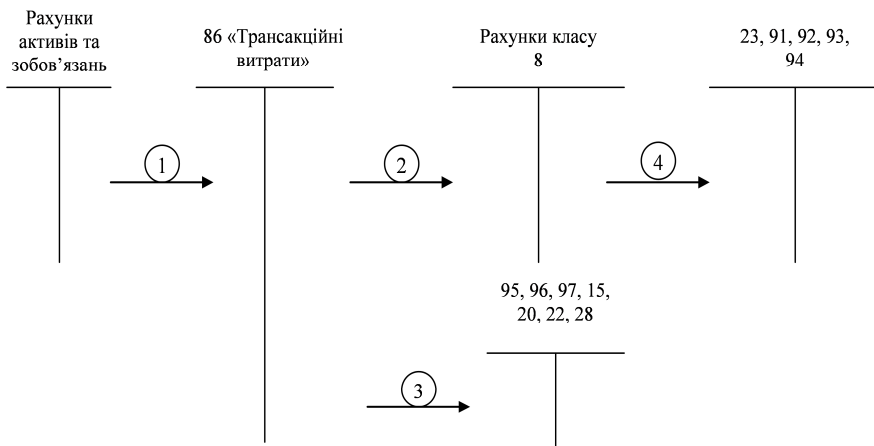 Рахунки
активів та
зобов’язань
86 «Трансакційні
витрати»
Рахунки класу
8
23, 91, 92, 93,
94
1
2
4
95, 96, 97, 15,
20, 22, 28
3